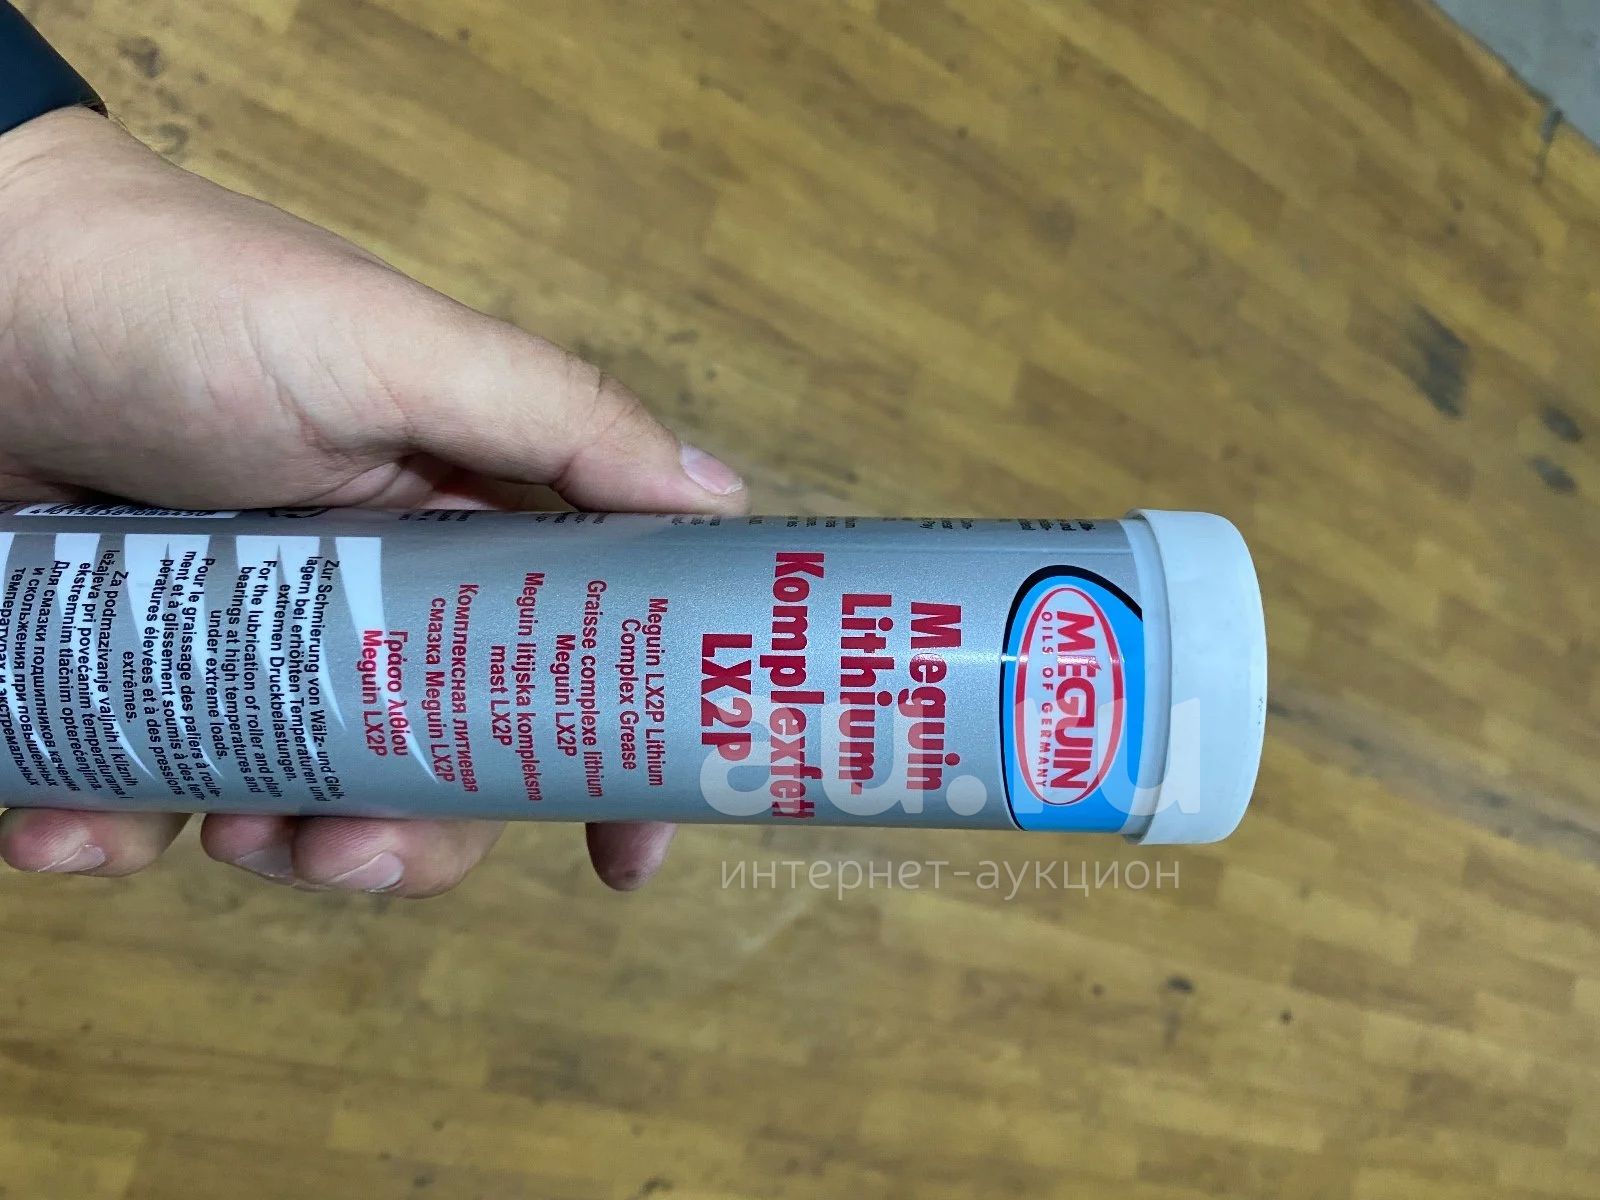 MEGUIN
OILS OF GERMANY
Meguin
Lithium-
Komplexfett
LX2P
Meguin LX2P Lithium
Complex Grease
Graisse complexe lithium
Meguin LX2P
Meguin litijska kompleksna
mast LX2P
Комплексная литиевая
смазка Meguin LX2P
Γράσο λιθίου
Meguin LX2P
Zur Schmierung von Wälz- und Gleit-
lagern bei erhöhten Temperaturen und
extremen Druckbelastungen.
For the lubrication of roller and plain
bearings at high temperatures and
under extreme loads.
Pour le graissage des paliers à roule-
ment et à glissement soumis à des tem-
pératures élevées et à des pressions
extrêmes.
Za podmazivanje valjnih i kliznih
ležajeva pri povećanim temperaturama i
ekstremnim tlačnim opterećenjima.
Для смазки подшипников качения
и скольжения при повышенных
температурах и экстремальных
au.ru
интернет-аукцион